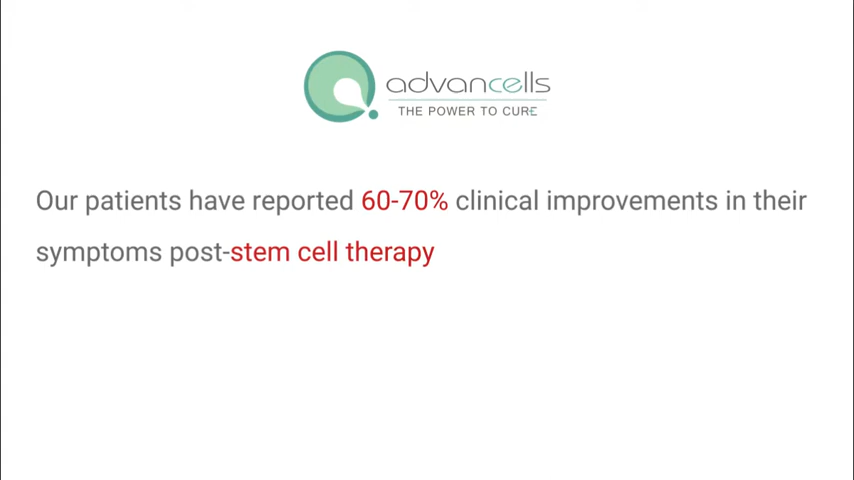 advancells
THE POWER TO CURE
Our patients have reported 60-70% clinical improvements in their
symptoms post-stem cell therapy